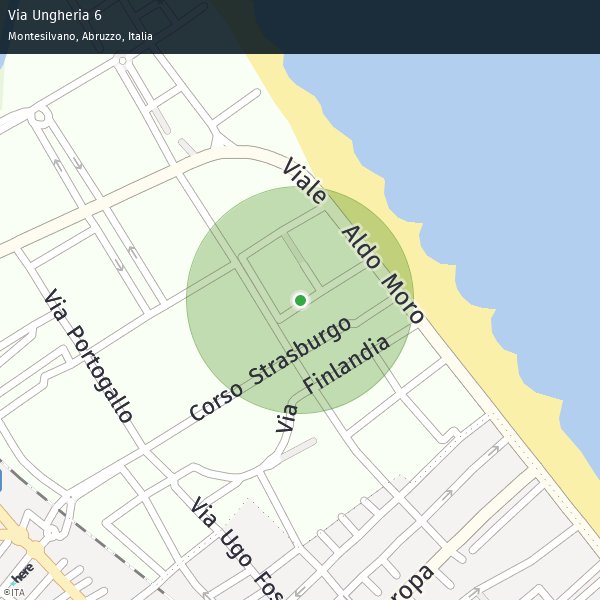 Via Ungheria 6
Montesilvano, Abruzzo, Italia
Viale Aldo Moro
Via Portogallo
Corso Strasburgo
Via Finlandia
Via Ugo Fos
ropa
here
©ITA